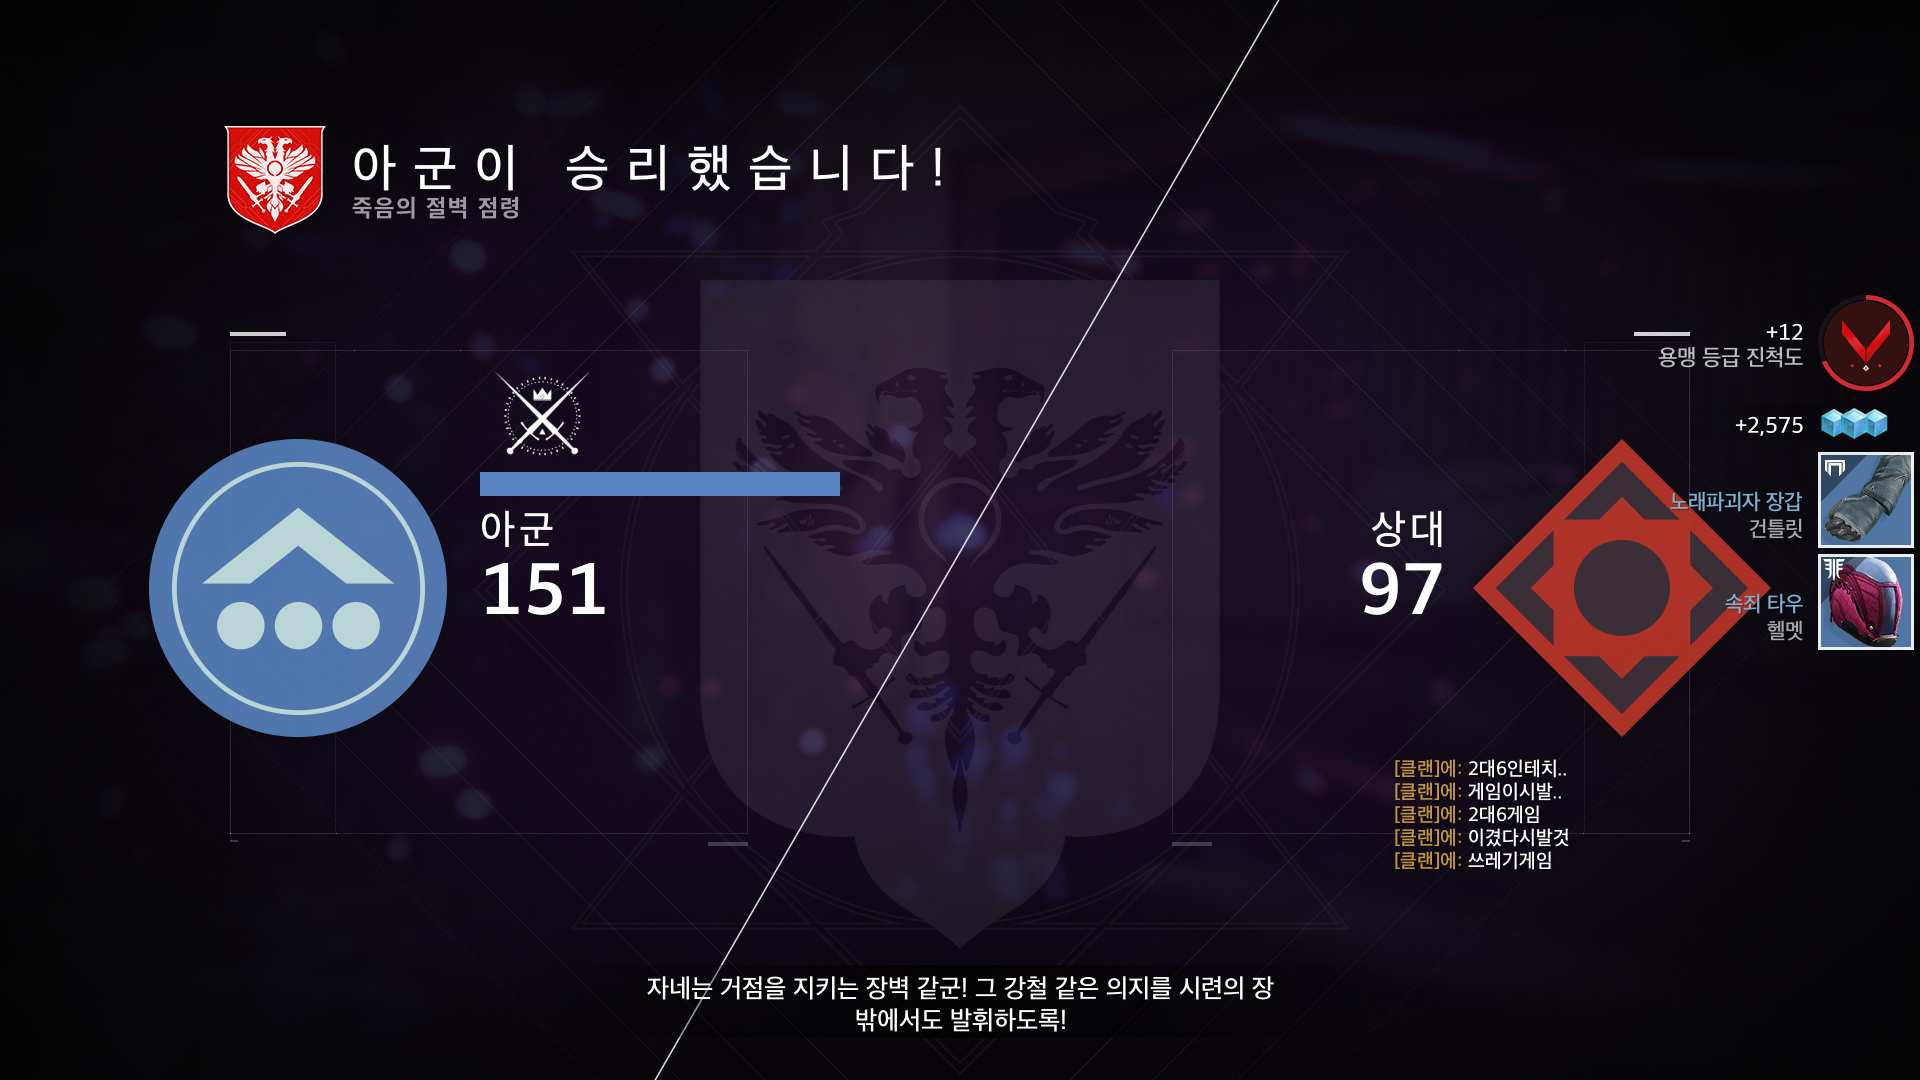 아군이 승리했습니다!
죽음의 절벽 점령
아군
151
상대
97
+12
용맹 등급 진척도
+2,575
노래파괴자 장갑
건틀릿
속죄 타우
헬멧
[클랜]에: 2대6인테치..
[클랜]에: 게임이시발..
[클랜]에: 2대6게임
[클랜]에: 이겼다시발것
[클랜]에: 쓰레기게임
자네는 거점을 지키는 장벽 같군! 그 강철 같은 의지를 시련의 장
밖에서도 발휘하도록!